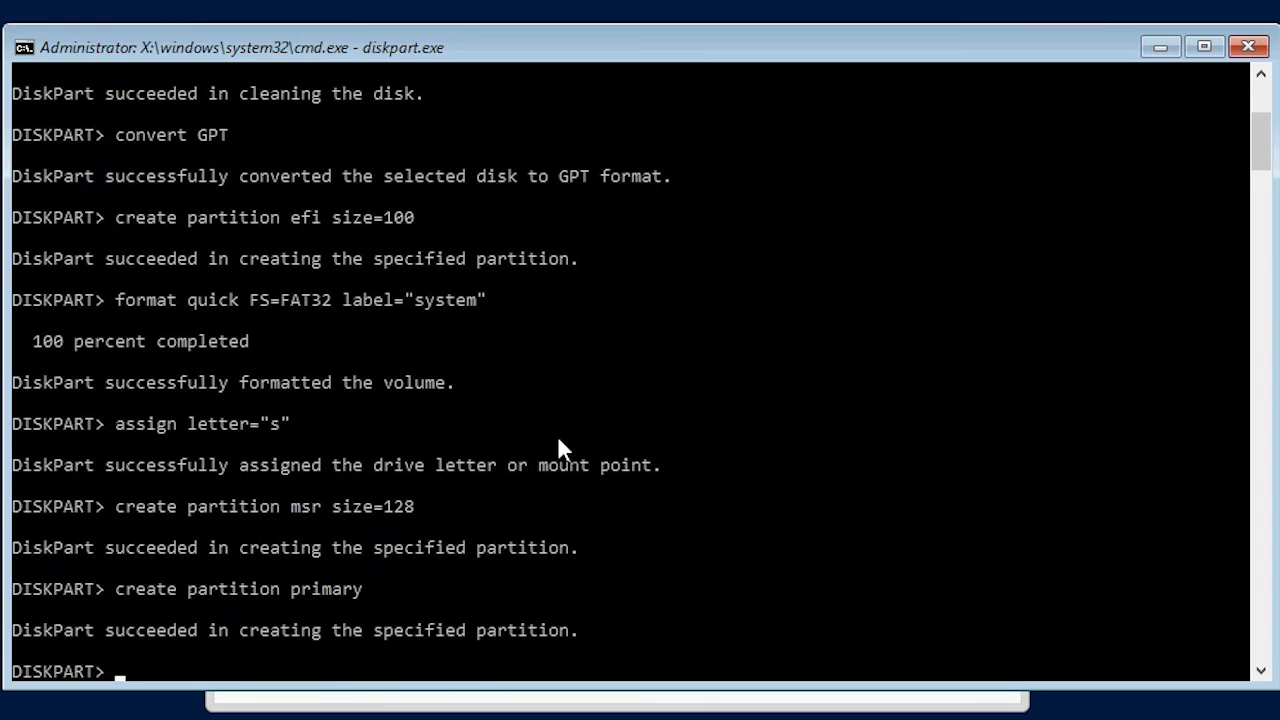 Administrator: X:\windows\system32\cmd.exe - diskpart.exe
DiskPart succeeded in cleaning the disk.
DISKPART> convert GPT
DiskPart successfully converted the selected disk to GPT format.
DISKPART> create partition efi size=100
DiskPart succeeded in creating the specified partition.
DISKPART> format quick FS=FAT32 label="system"
100 percent completed
DiskPart successfully formatted the volume.
DISKPART> assign letter="s"
DiskPart successfully assigned the drive letter or mount point.
DISKPART> create partition msr size=128
DiskPart succeeded in creating the specified partition.
DISKPART> create partition primary
DiskPart succeeded in creating the specified partition.
DISKPART>